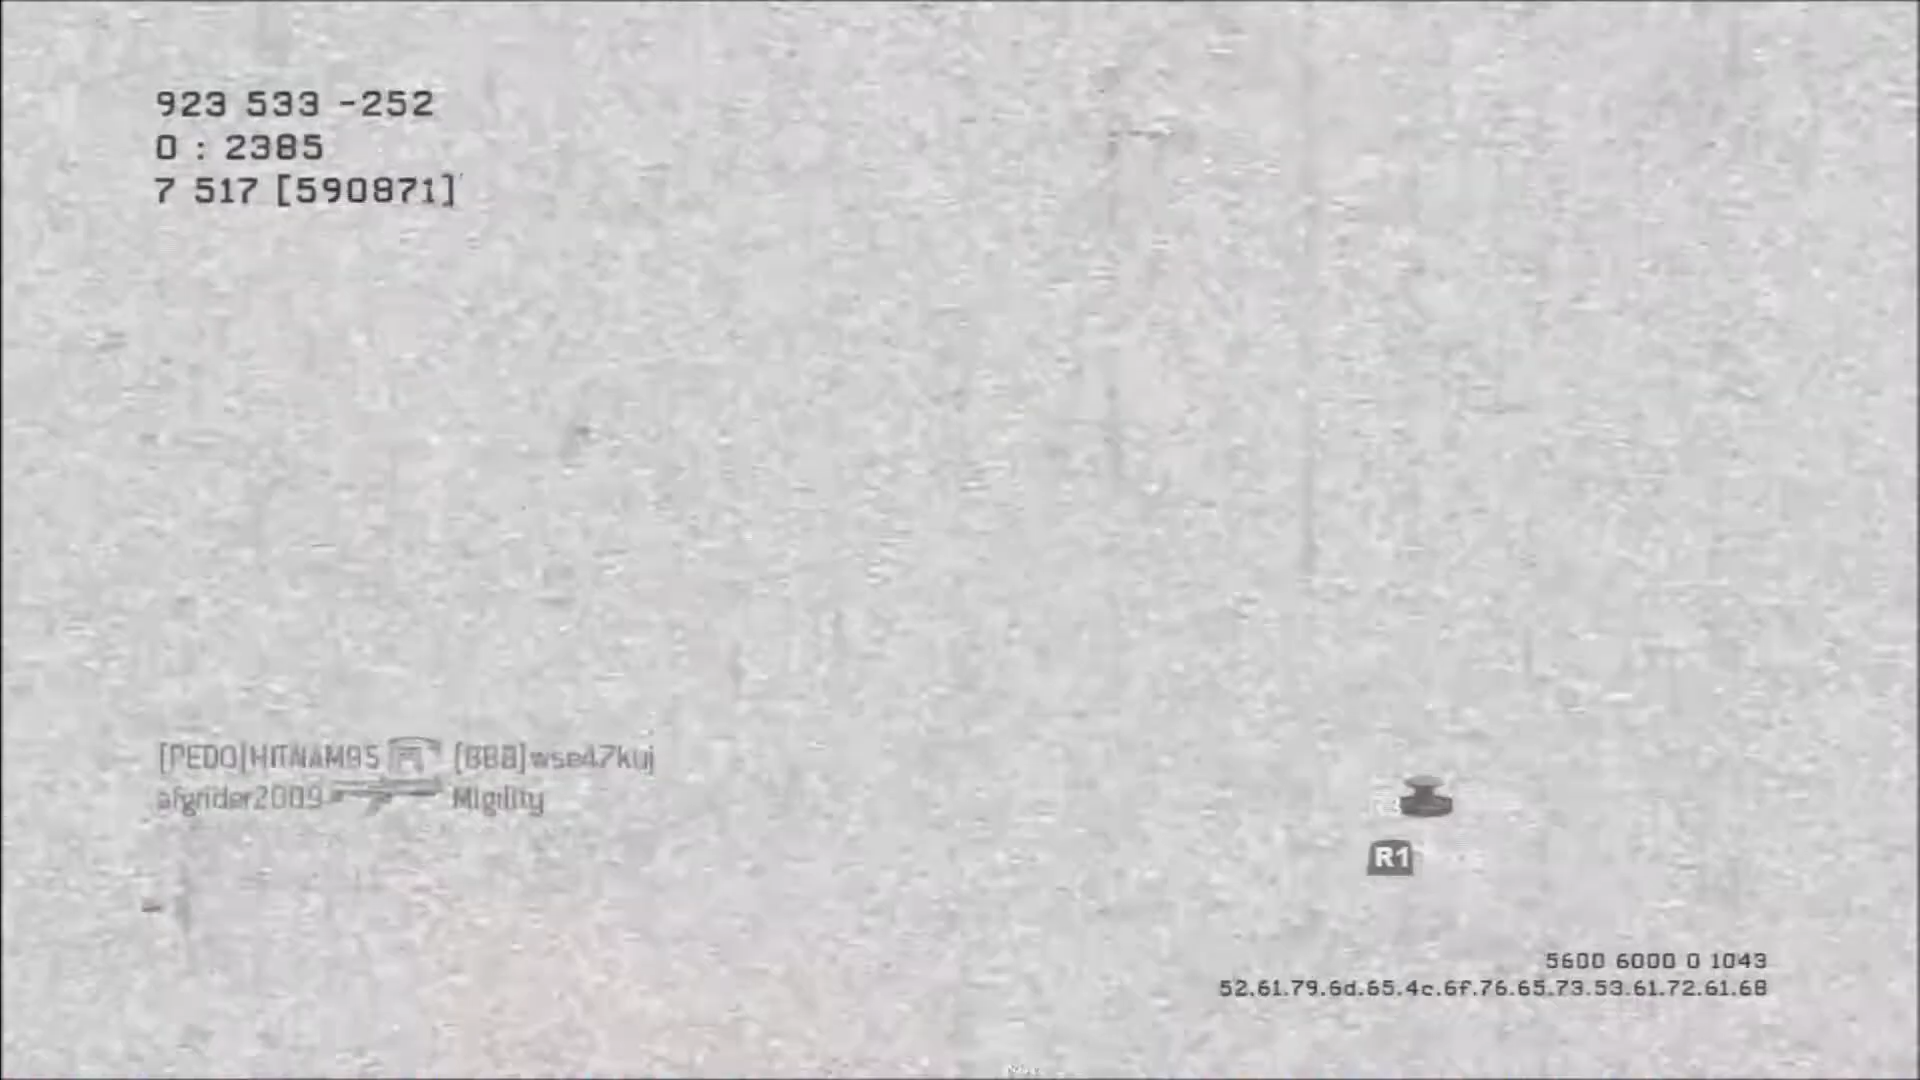 923 533 -252
0 : 2385
7 517 [590871]
[PEDO]HITNAM95 [BBB]wse47kuj
afgrider2009 Migility
R1
5600 6000 0 1043
52.61.79.6d.65.4c.6f.76.65.73.53.61.72.61.68